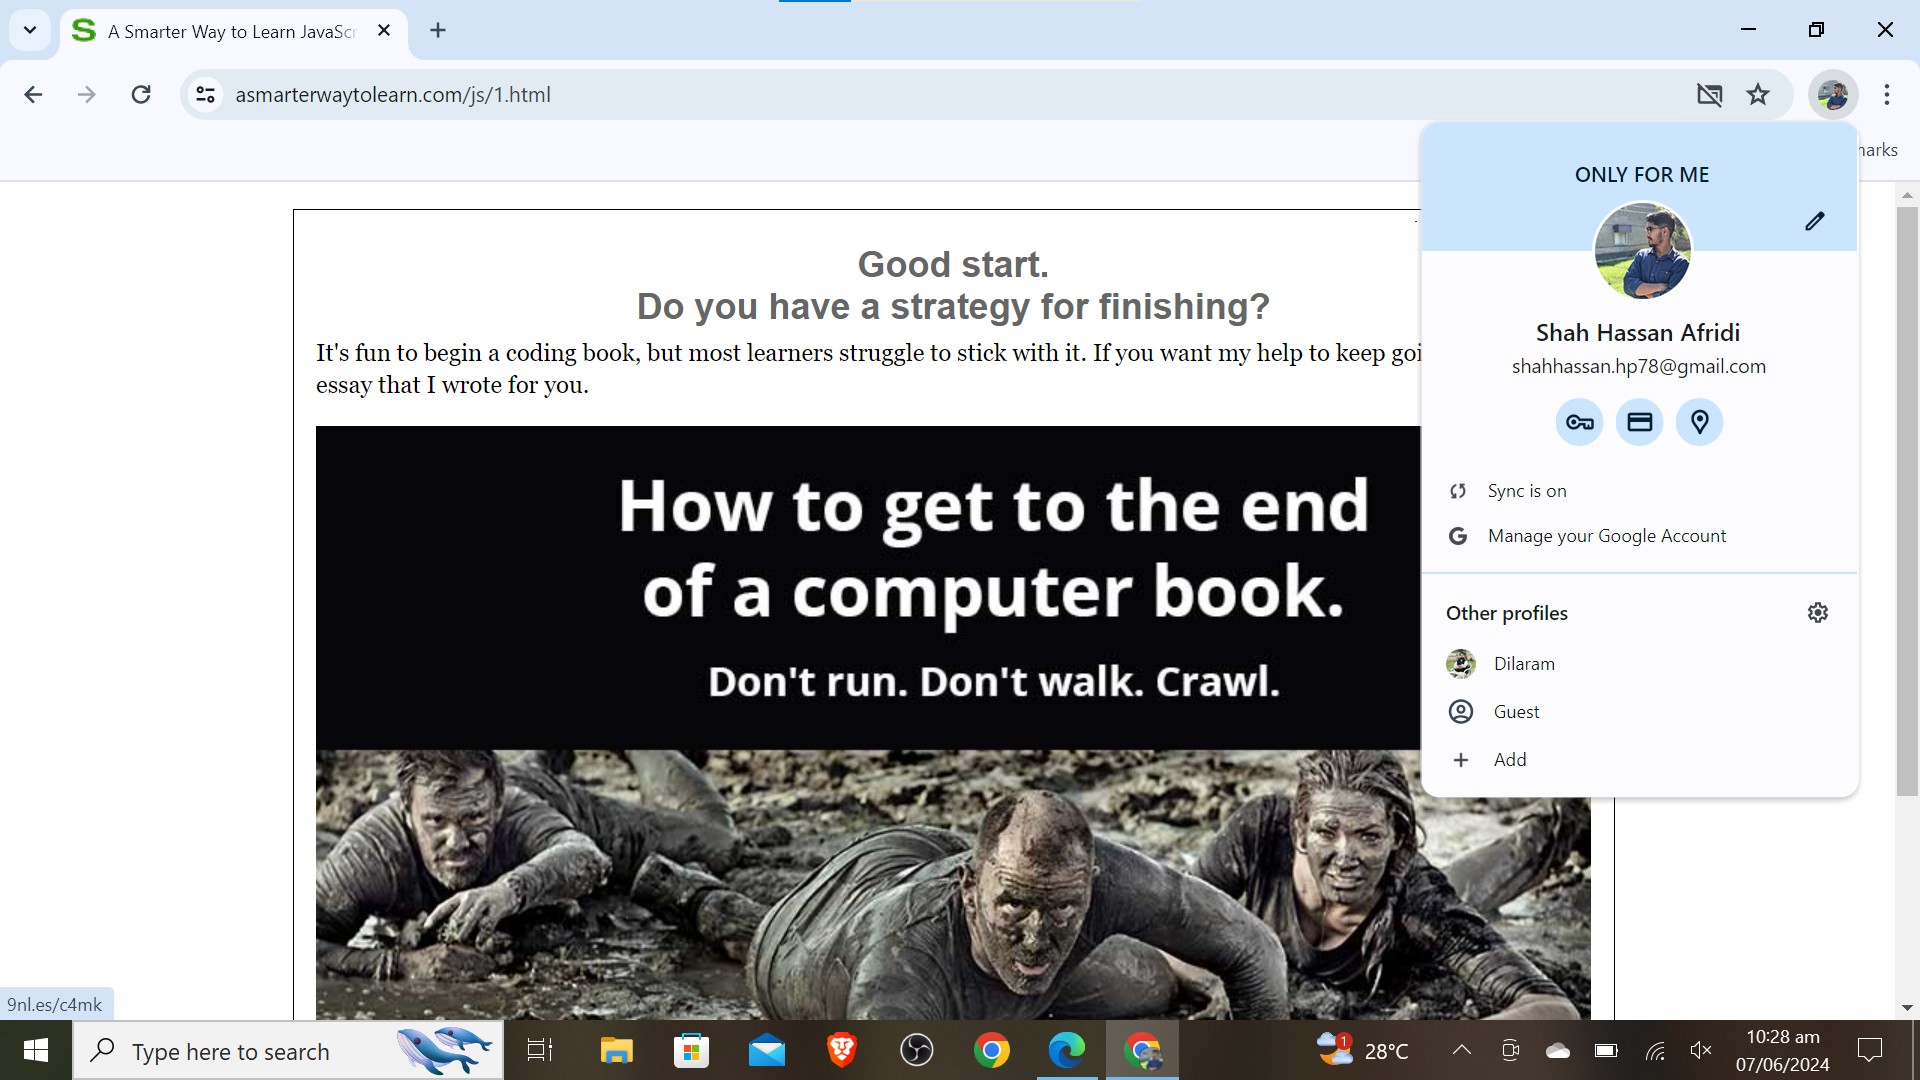 A Smarter Way to Learn JavaScr
asmarterwaytolearn.com/js/1.html
ONLY FOR ME
Shah Hassan Afridi
shahhassan.hp78@gmail.com
Sync is on
Manage your Google Account
Other profiles
Dilaram
Guest
Add
Good start.
Do you have a strategy for finishing?
It's fun to begin a coding book, but most learners struggle to stick with it. If you want my help to keep goi
essay that I wrote for you.
How to get to the end
of a computer book.
Don't run. Don't walk. Crawl.
9nl.es/c4mk
Type here to search
1
28°C
10:28 am
07/06/2024